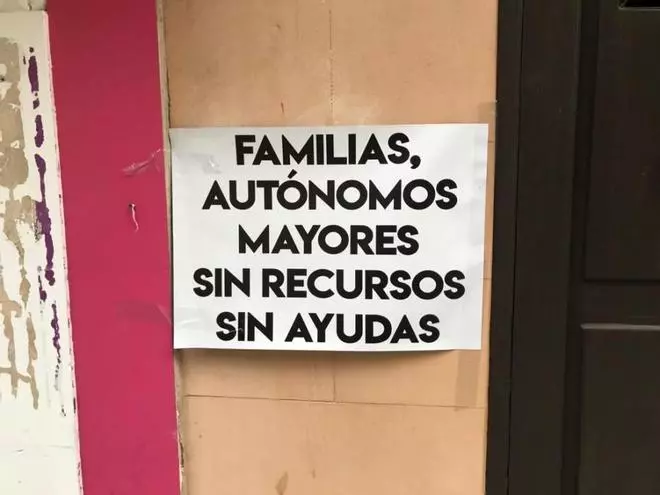 FAMILIAS,
AUTÓNOMOS
MAYORES
SIN RECURSOS
SIN AYUDAS